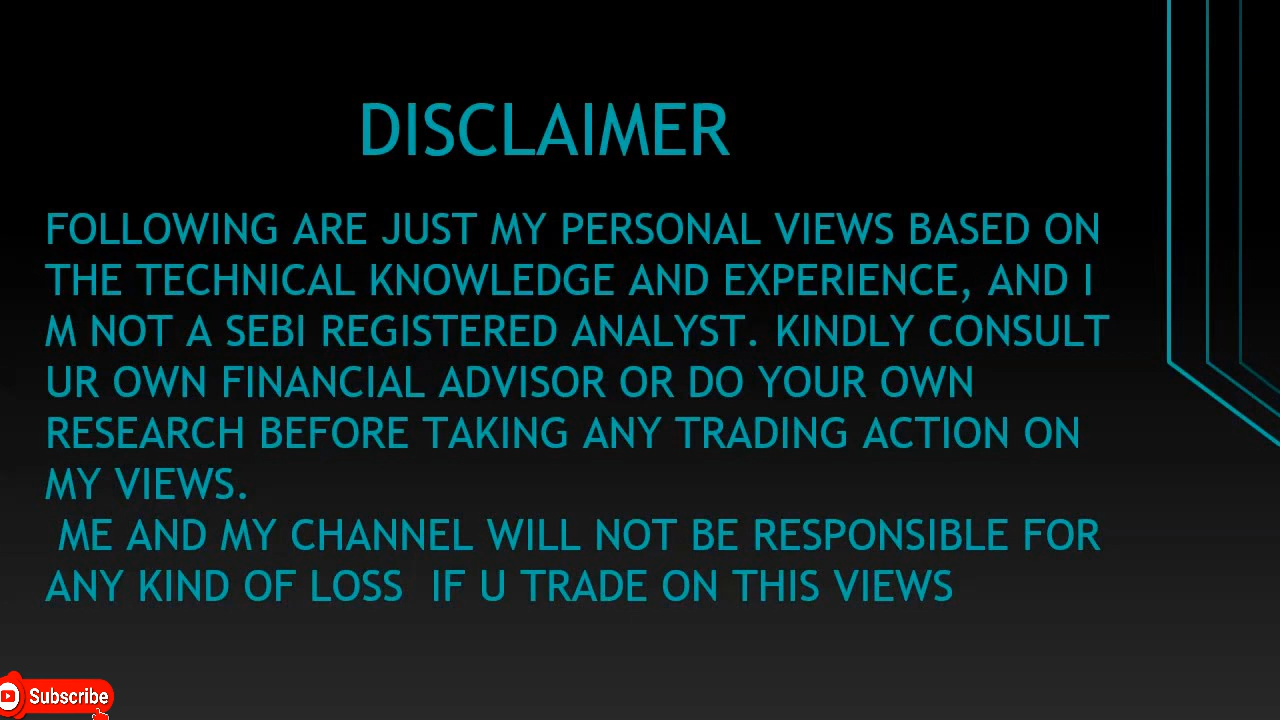 DISCLAIMER
FOLLOWING ARE JUST MY PERSONAL VIEWS BASED ON
THE TECHNICAL KNOWLEDGE AND EXPERIENCE, AND I
M NOT A SEBI REGISTERED ANALYST. KINDLY CONSULT
UR OWN FINANCIAL ADVISOR OR DO YOUR OWN
RESEARCH BEFORE TAKING ANY TRADING ACTION ON
MY VIEWS.
ME AND MY CHANNEL WILL NOT BE RESPONSIBLE FOR
ANY KIND OF LOSS  IF U TRADE ON THIS VIEWS
Subscribe